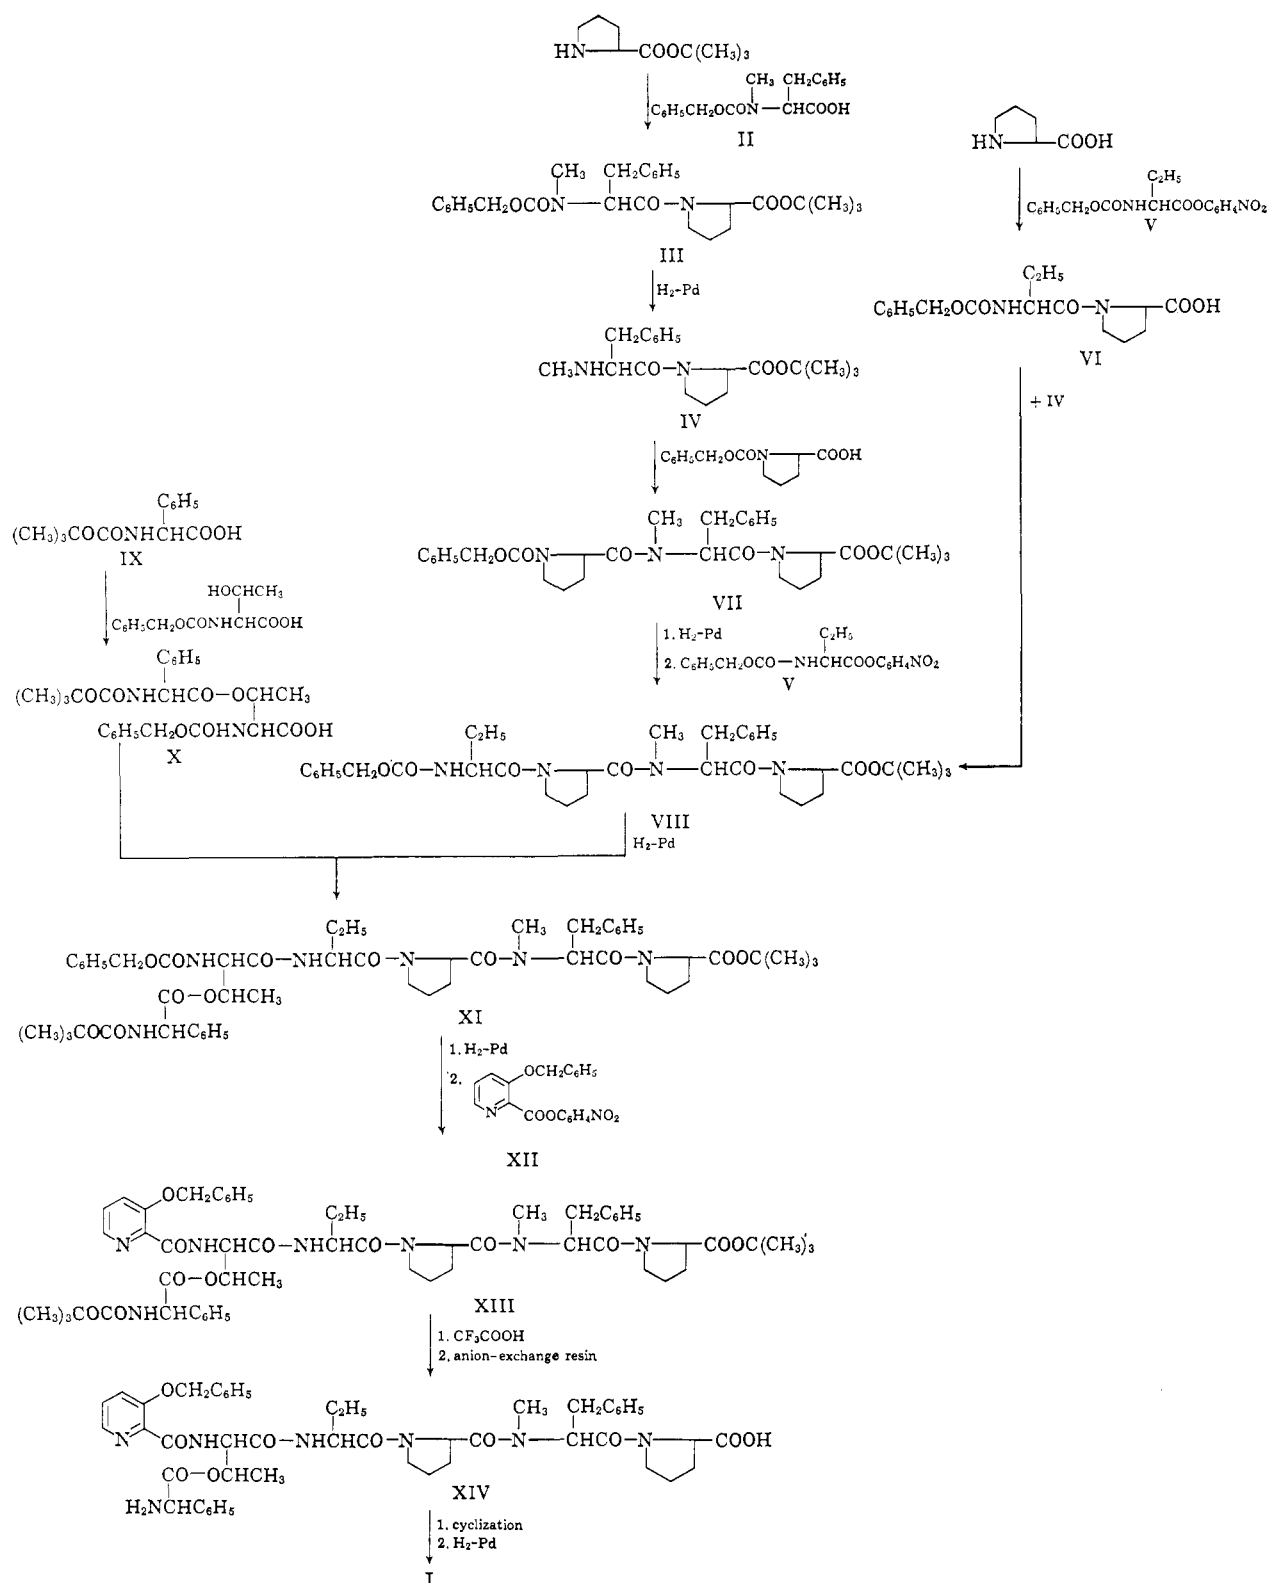 HN COOC(CH₃)₃
CH₃ CH₂C₆H₅
C₆H₅CH₂OCON—CHCOOH
II
HN COOH
C₂H₅
C₆H₅CH₂OCONHCHCOOC₆H₄NO₂
V
CH₃ CH₂C₆H₅
C₆H₅CH₂OCON—CHCO—N—COOC(CH₃)₃
III
H₂-Pd
C₂H₅
C₆H₅CH₂OCONHCHCO—N—COOH
VI
CH₂C₆H₅
CH₃NHCHCO—N—COOC(CH₃)₃
IV
+ IV
C₆H₅CH₂OCON—COOH
C₆H₅
(CH₃)₃COCONHCHCOOH
IX
HOCHCH₃
C₆H₅CH₂OCONHCHCOOH
CH₃ CH₂C₆H₅
C₆H₅CH₂OCON—CO—N—CHCO—N—COOC(CH₃)₃
VII
1. H₂-Pd
C₂H₅
2. C₆H₅CH₂OCO—NHCHCOOC₆H₄NO₂
V
C₆H₅
(CH₃)₃COCONHCHCO—OCHCH₃
C₆H₅CH₂OCOHNCHCOOH
X
C₂H₅ CH₃ CH₂C₆H₅
C₆H₅CH₂OCO—NHCHCO—N—CO—N—CHCO—N—COOC(CH₃)₃
VIII
H₂-Pd
C₂H₅ CH₃ CH₂C₆H₅
C₆H₅CH₂OCONHCHCO—NHCHCO—N—CO—N—CHCO—N—COOC(CH₃)₃
CO—OCHCH₃
(CH₃)₃COCONHCHC₆H₅
XI
1. H₂-Pd
2. OCH₂C₆H₅
N COOC₆H₄NO₂
XII
OCH₂C₆H₅
C₂H₅ CH₃ CH₂C₆H₅
N CONHCHCO—NHCHCO—N—CO—N—CHCO—N—COOC(CH₃)₃
CO—OCHCH₃
(CH₃)₃COCONHCHC₆H₅
XIII
1. CF₃COOH
2. anion-exchange resin
OCH₂C₆H₅
C₂H₅ CH₃ CH₂C₆H₅
N CONHCHCO—NHCHCO—N—CO—N—CHCO—N—COOH
CO—OCHCH₃
H₂NCHC₆H₅
XIV
1. cyclization
2. H₂-Pd
I